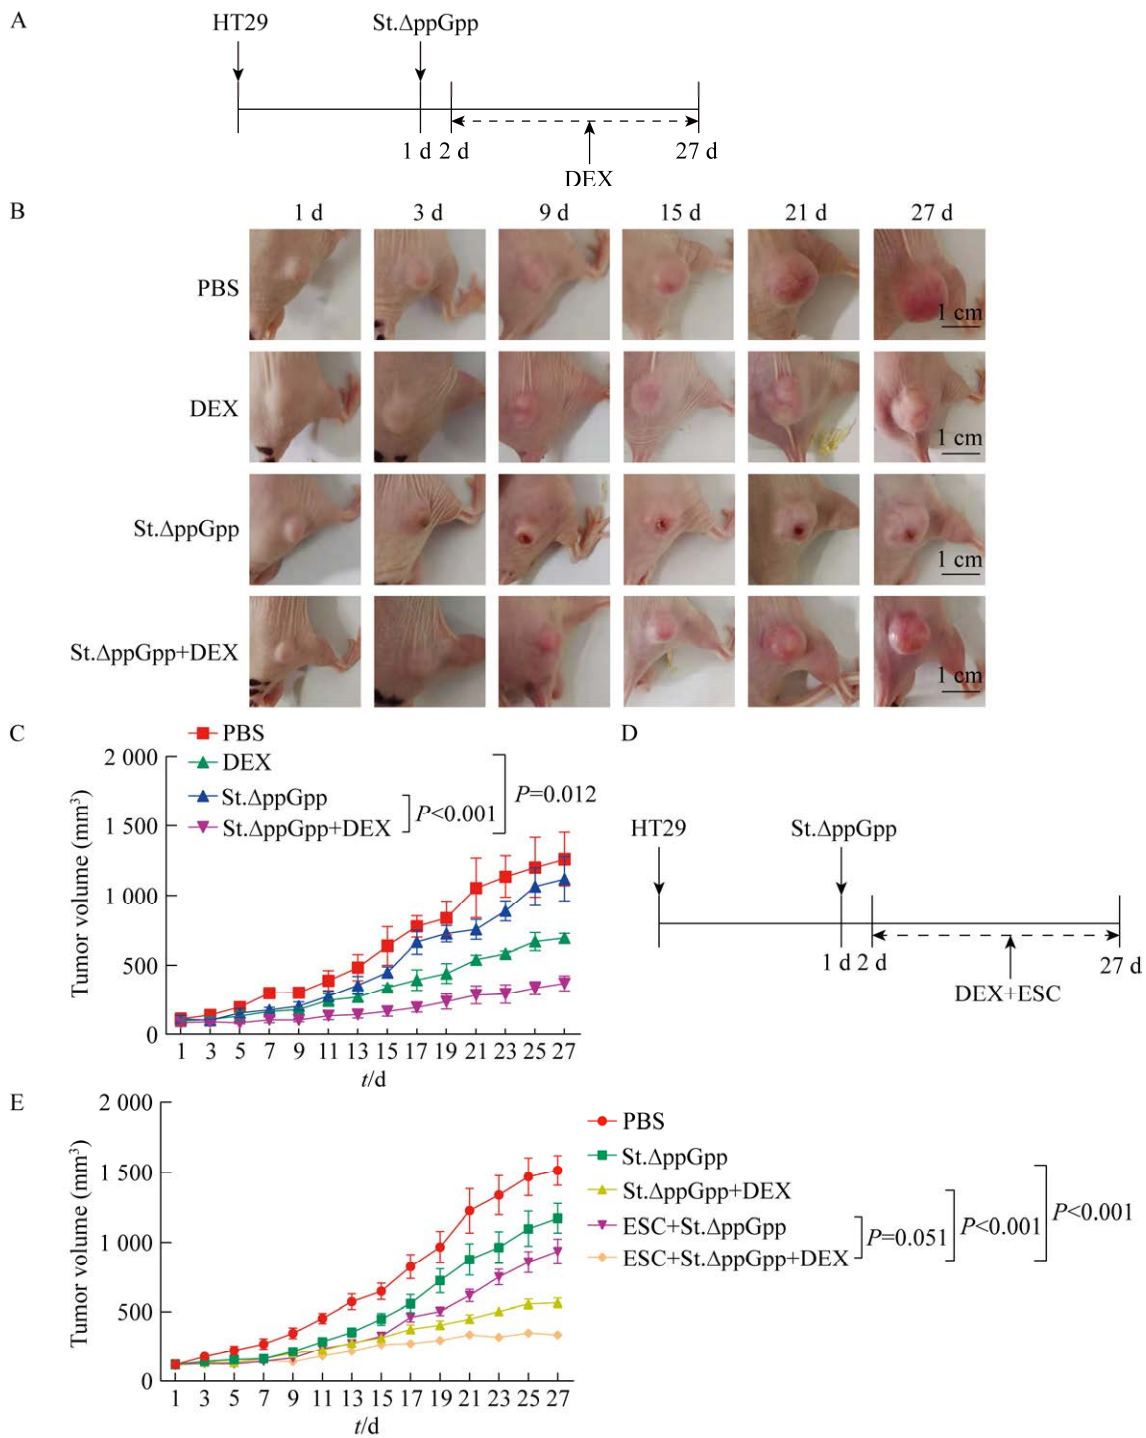 A
HT29 St.ΔppGpp
1 d 2 d 27 d
DEX
B
1 d 3 d 9 d 15 d 21 d 27 d
PBS
1 cm
DEX
1 cm
St.ΔppGpp
1 cm
St.ΔppGpp+DEX
1 cm
C
PBS
DEX
St.ΔppGpp
St.ΔppGpp+DEX
P<0.001
P=0.012
Tumor volume (mm³)
2 000
1 500
1 000
500
0
1 3 5 7 9 11 13 15 17 19 21 23 25 27
t/d
D
HT29 St.ΔppGpp
1 d 2 d 27 d
DEX+ESC
E
Tumor volume (mm³)
2 000
1 500
1 000
500
0
1 3 5 7 9 11 13 15 17 19 21 23 25 27
t/d
PBS
St.ΔppGpp
St.ΔppGpp+DEX
ESC+St.ΔppGpp
ESC+St.ΔppGpp+DEX
P=0.051
P<0.001
P<0.001